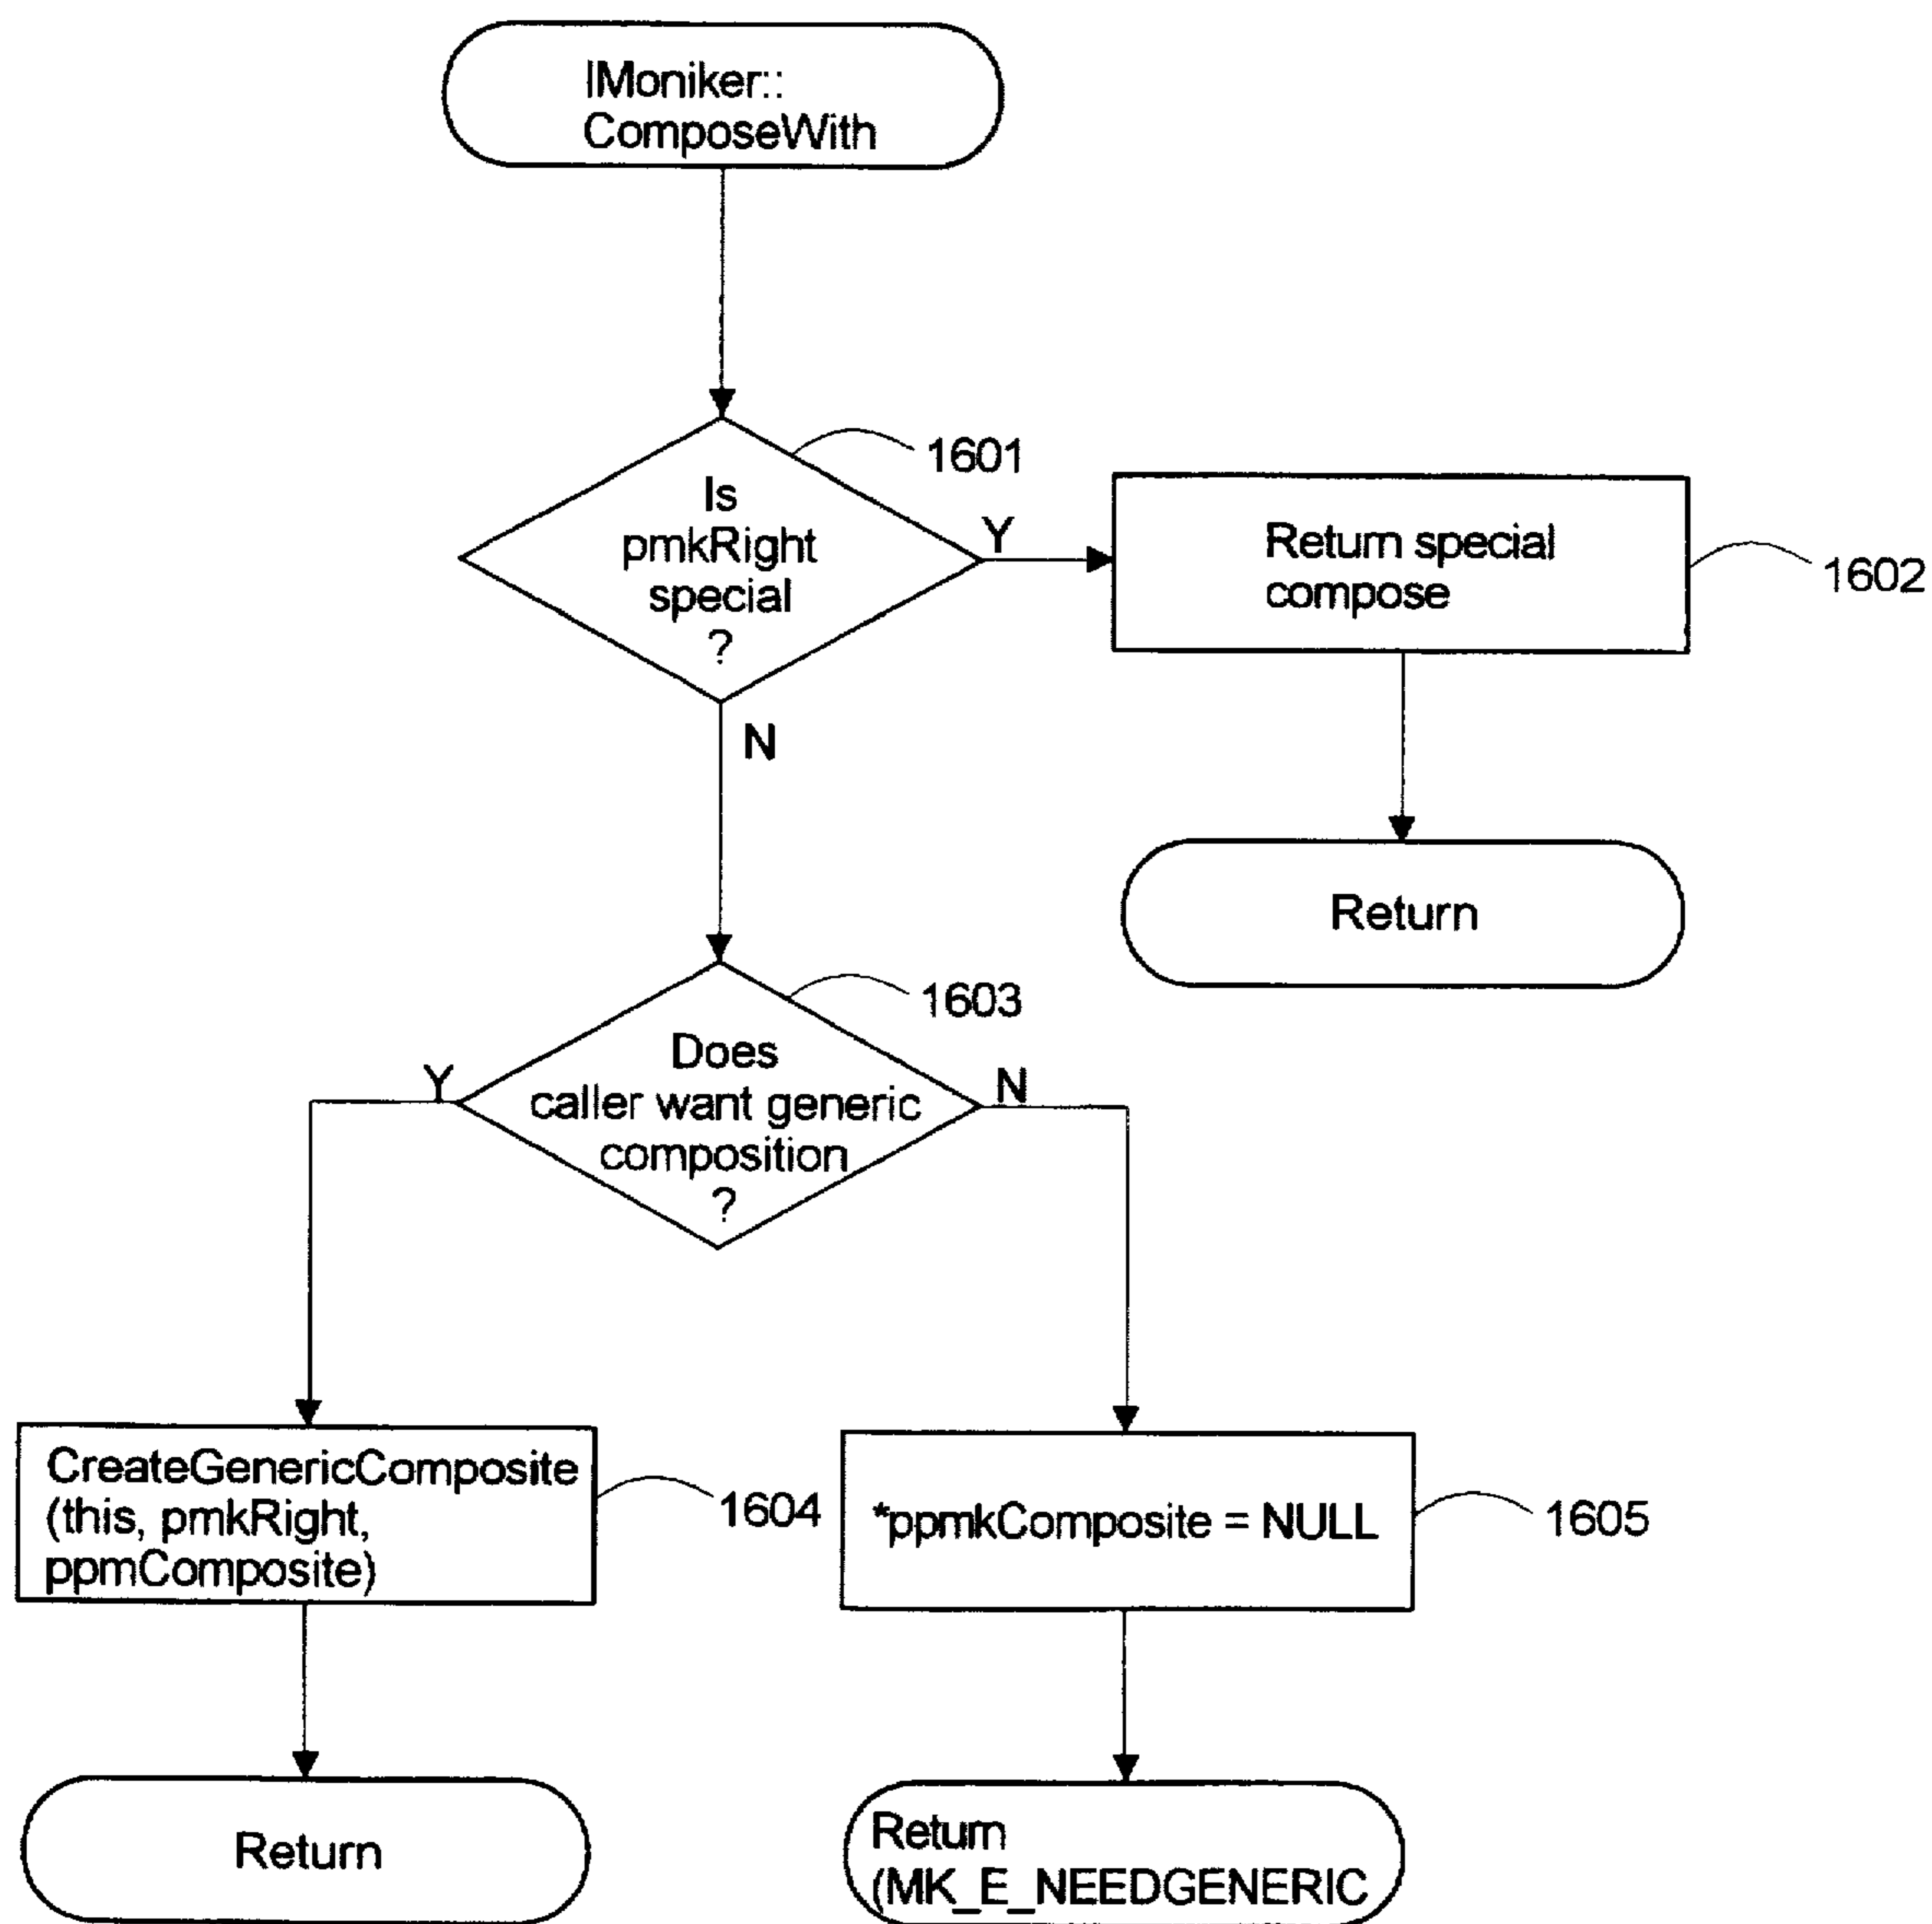 IMoniker::
ComposeWith
1601
Is
pmkRight
special
?
Y
Return special
compose
1602
N
Return
1603
Does
caller want generic
composition
?
Y
N
CreateGenericComposite
(this, pmkRight,
ppmComposite)
1604
*ppmkComposite = NULL
1605
Return
Return
(MK_E_NEEDGENERIC